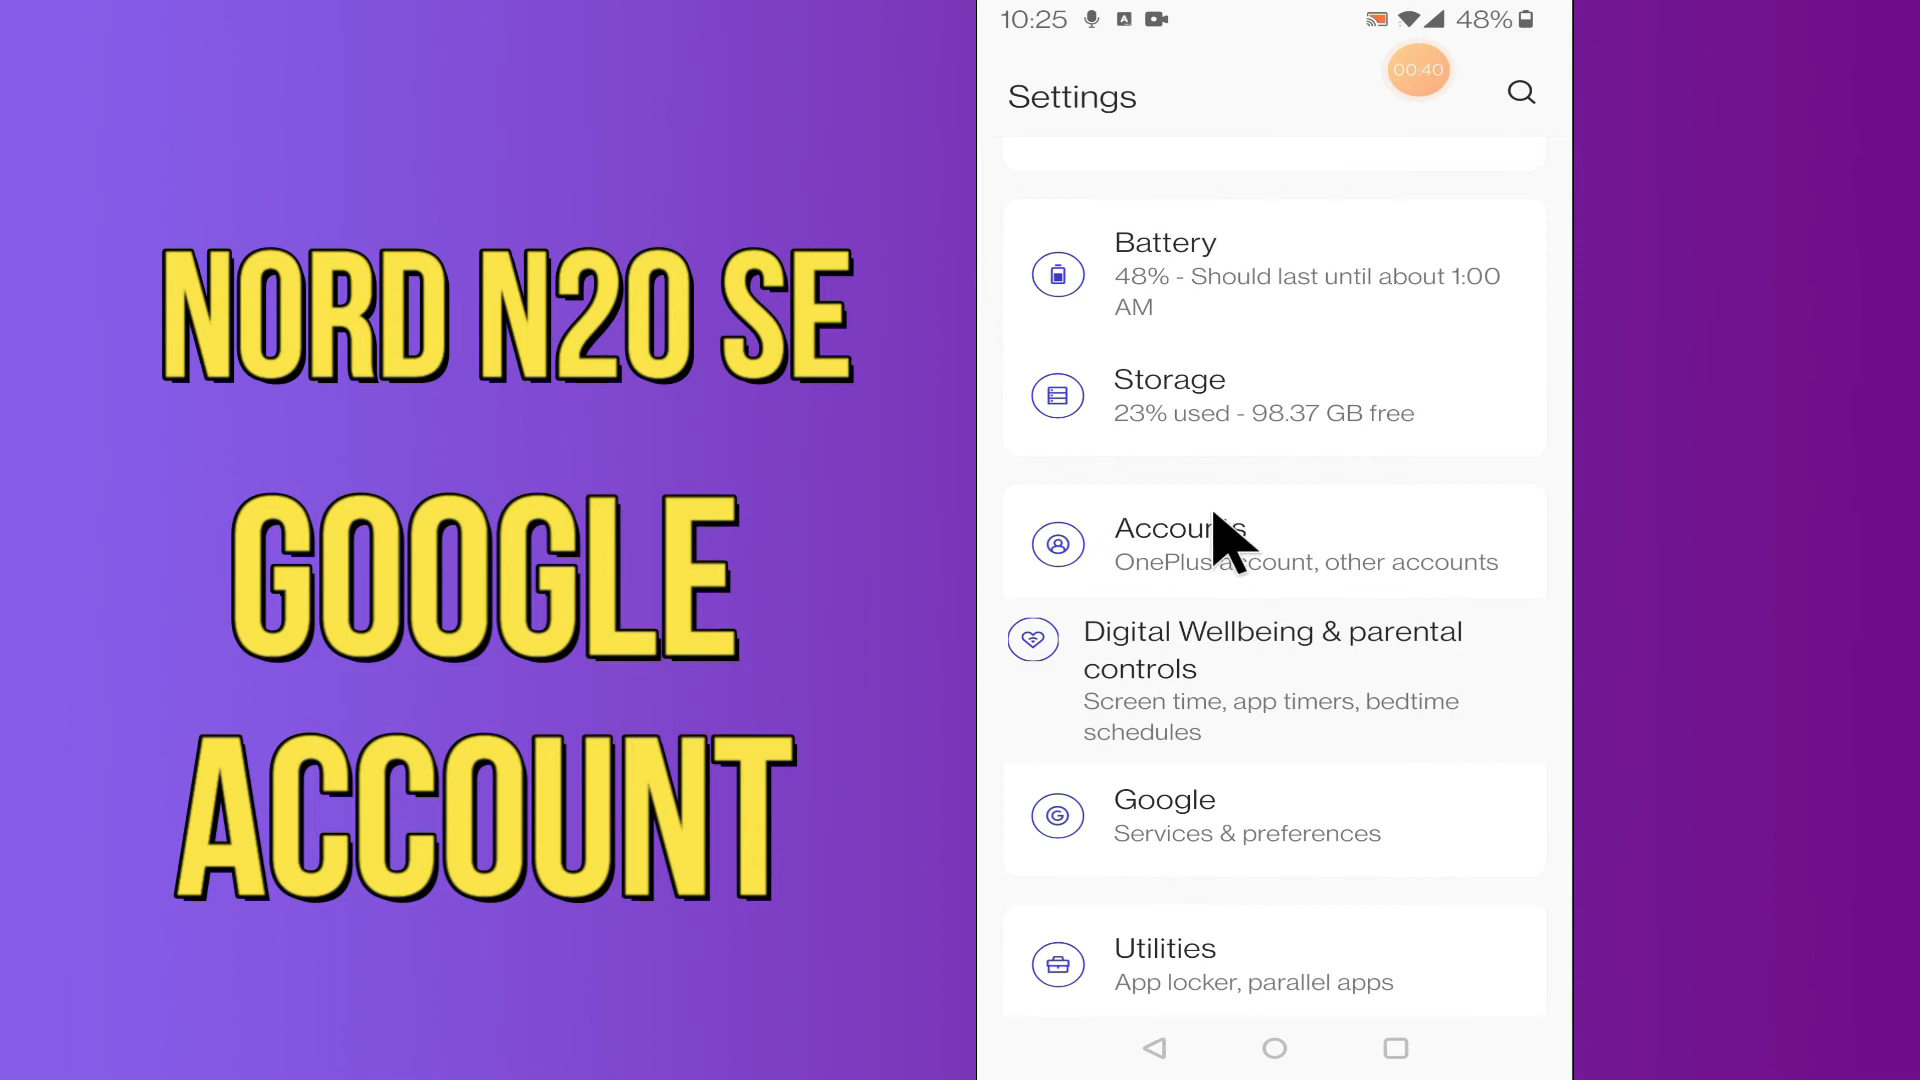 NORD N20 SE
GOOGLE
ACCOUNT
10:25
48%
00:40
Settings
Battery
48% - Should last until about 1:00
AM
Storage
23% used - 98.37 GB free
Accounts
OnePlus account, other accounts
Digital Wellbeing & parental
controls
Screen time, app timers, bedtime
schedules
Google
Services & preferences
Utilities
App locker, parallel apps